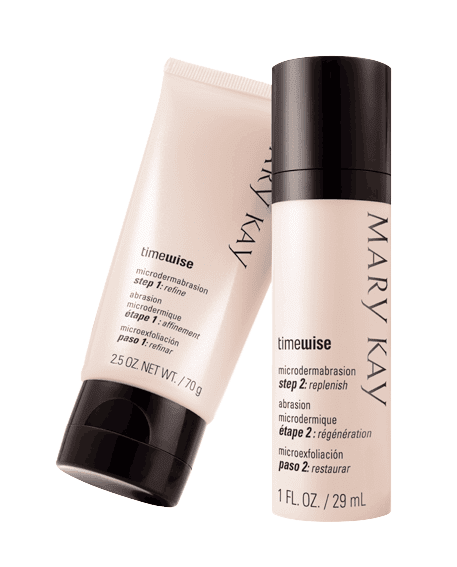 MARY KAY
timewise
microdermabrasion
step 1: refine
abrasion
microdermique
étape 1 : affinement
microexfoliación
paso 1: refinar
2.5 OZ. NET WT. / 70 g
MARY KAY
timewise
microdermabrasion
step 2: replenish
abrasion
microdermique
étape 2 : régénération
microexfoliación
paso 2: restaurar
1 FL. OZ. / 29 mL